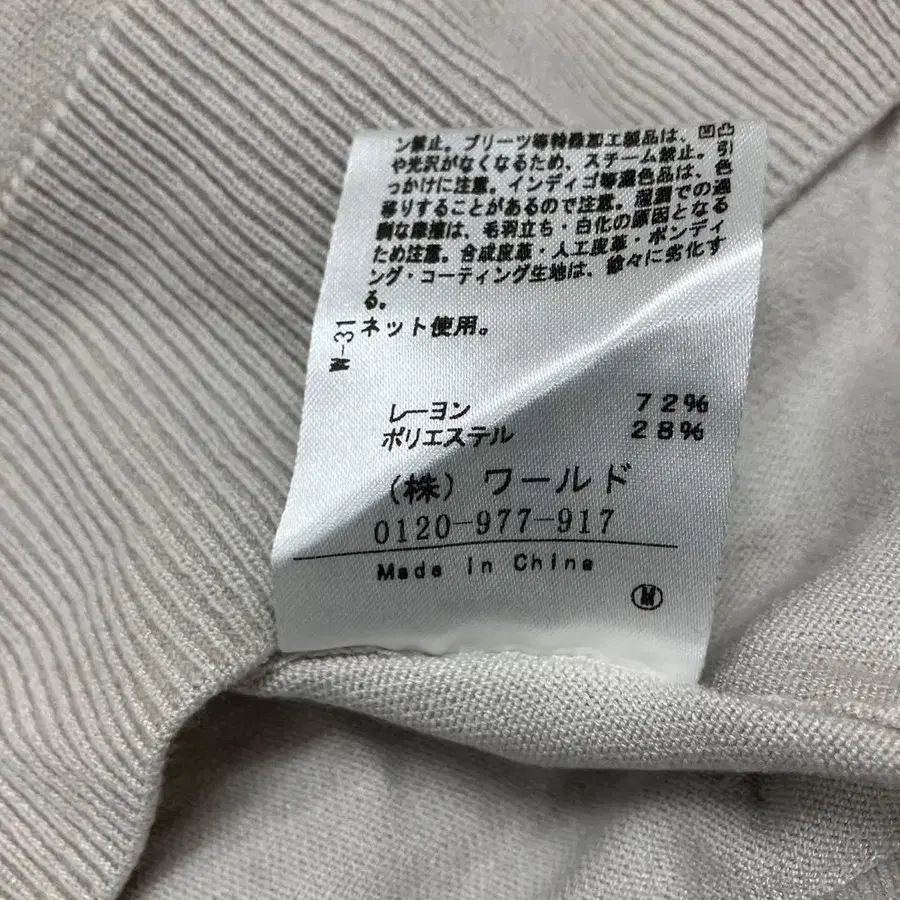 ン禁止。プリーツ等特殊加工製品は、凹凸
や光沢がなくなるため、スチーム禁止。引
っかけに注意。インディゴ等濃色品は、色
移りすることがあるので注意。湿潤での過
剰な摩擦は、毛羽立ち・白化の原因となる
ため注意。合成皮革・人工皮革・ボンディ
ング・コーティング生地は、徐々に劣化す
る。
W-31
ネット使用。
レーヨン 72%
ポリエステル 28%
(株) ワールド
0120-977-917
Made in China
M